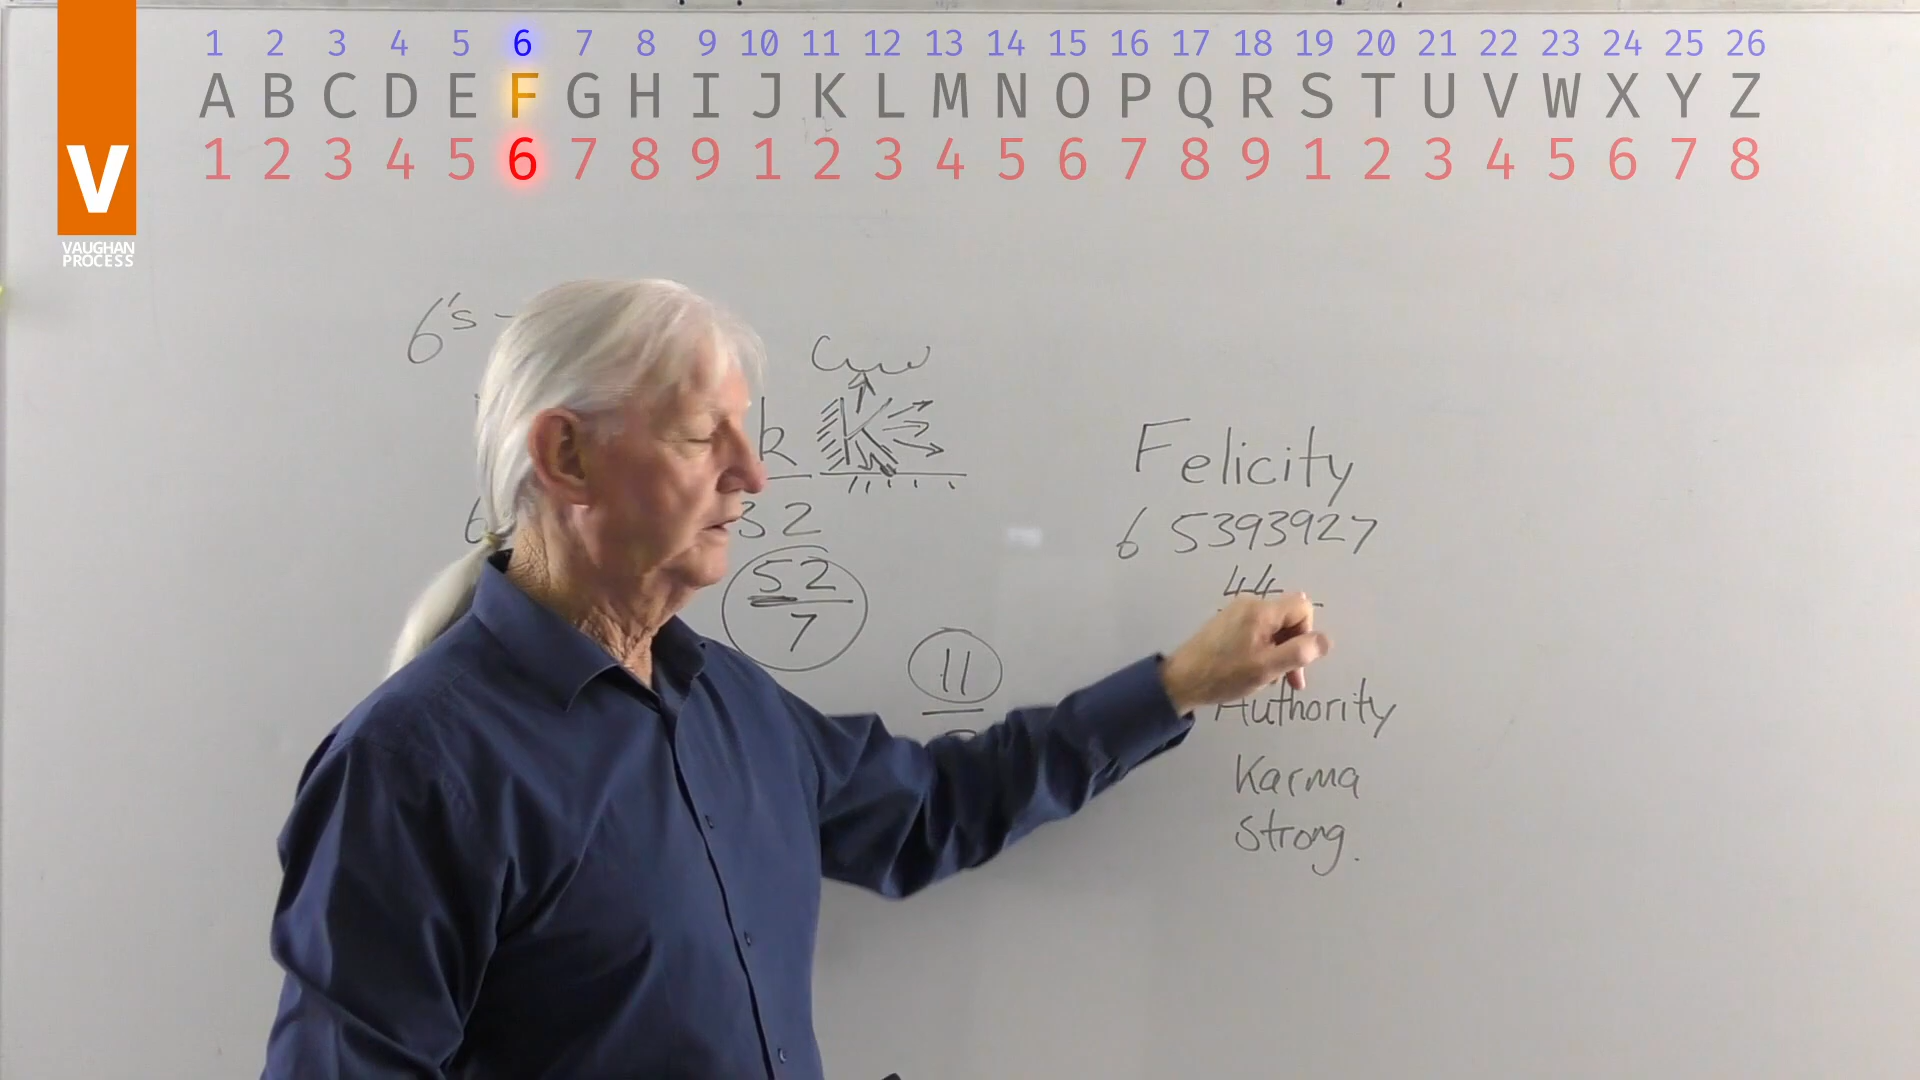 1 2 3 4 5 6 7 8 9 10 11 12 13 14 15 16 17 18 19 20 21 22 23 24 25 26
A B C D E F G H I J K L M N O P Q R S T U V W X Y Z
1 2 3 4 5 6 7 8 9 1 2 3 4 5 6 7 8 9 1 2 3 4 5 6 7 8
V
VAUGHAN
PROCESS
6's -
k K
6 32
52
7
11
Felicity
6 5393927
44
Authority
Karma
Strong.